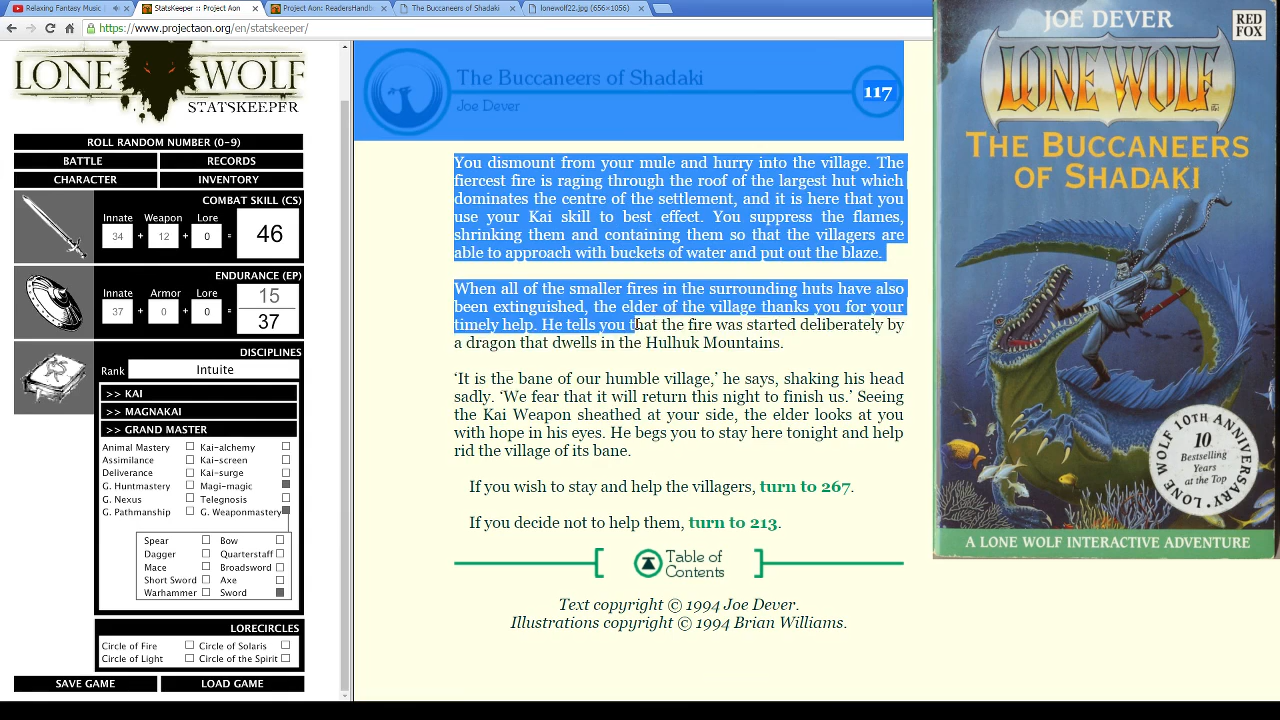 Relaxing Fantasy Music |
StatsKeeper :: Project Aon
Project Aon: ReadersHandb
The Buccaneers of Shadaki
lonewolf22.jpg (656×1056)
https://www.projectaon.org/en/statskeeper/
LONE WOLF
STATSKEEPER
ROLL RANDOM NUMBER (0-9)
BATTLE RECORDS
CHARACTER INVENTORY
COMBAT SKILL (CS)
Innate Weapon Lore
34 + 12 + 0 = 46
ENDURANCE (EP)
Innate Armor Lore 15
37 + 0 + 0 = 37
DISCIPLINES
Rank Intuite
>> KAI
>> MAGNAKAI
>> GRAND MASTER
Animal Mastery Kai-alchemy
Assimilance Kai-screen
Deliverance Kai-surge
G. Huntmastery Magi-magic
G. Nexus Telegnosis
G. Pathmanship G. Weaponmastery
Spear Bow
Dagger Quarterstaff
Mace Broadsword
Short Sword Axe
Warhammer Sword
LORECIRCLES
Circle of Fire Circle of Solaris
Circle of Light Circle of the Spirit
SAVE GAME LOAD GAME
The Buccaneers of Shadaki
Joe Dever
117
You dismount from your mule and hurry into the village. The
fiercest fire is raging through the roof of the largest hut which
dominates the centre of the settlement, and it is here that you
use your Kai skill to best effect. You suppress the flames,
shrinking them and containing them so that the villagers are
able to approach with buckets of water and put out the blaze.
When all of the smaller fires in the surrounding huts have also
been extinguished, the elder of the village thanks you for your
timely help. He tells you that the fire was started deliberately by
a dragon that dwells in the Hulhuk Mountains.
‘It is the bane of our humble village,’ he says, shaking his head
sadly. ‘We fear that it will return this night to finish us.’ Seeing
the Kai Weapon sheathed at your side, the elder looks at you
with hope in his eyes. He begs you to stay here tonight and help
rid the village of its bane.
If you wish to stay and help the villagers, turn to 267.
If you decide not to help them, turn to 213.
Table of
Contents
Text copyright © 1994 Joe Dever.
Illustrations copyright © 1994 Brian Williams.
JOE DEVER
RED
FOX
LONE WOLF
THE BUCCANEERS
OF SHADAKI
LONE WOLF 10TH ANNIVERSARY
10
Bestselling
Years
at the Top
A LONE WOLF INTERACTIVE ADVENTURE